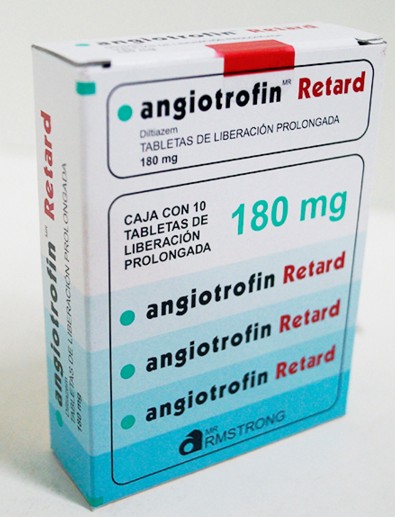 angiotrofin MR Retard
Diltiazem
TABLETAS DE LIBERACIÓN PROLONGADA
180 mg
CAJA CON 10
TABLETAS DE
LIBERACIÓN
PROLONGADA
180 mg
angiotrofin Retard
angiotrofin Retard
angiotrofin Retard
MR
ARMSTRONG
angiotrofin MR Retard
Diltiazem
TABLETAS DE LIBERACIÓN PROLONGADA
180 mg